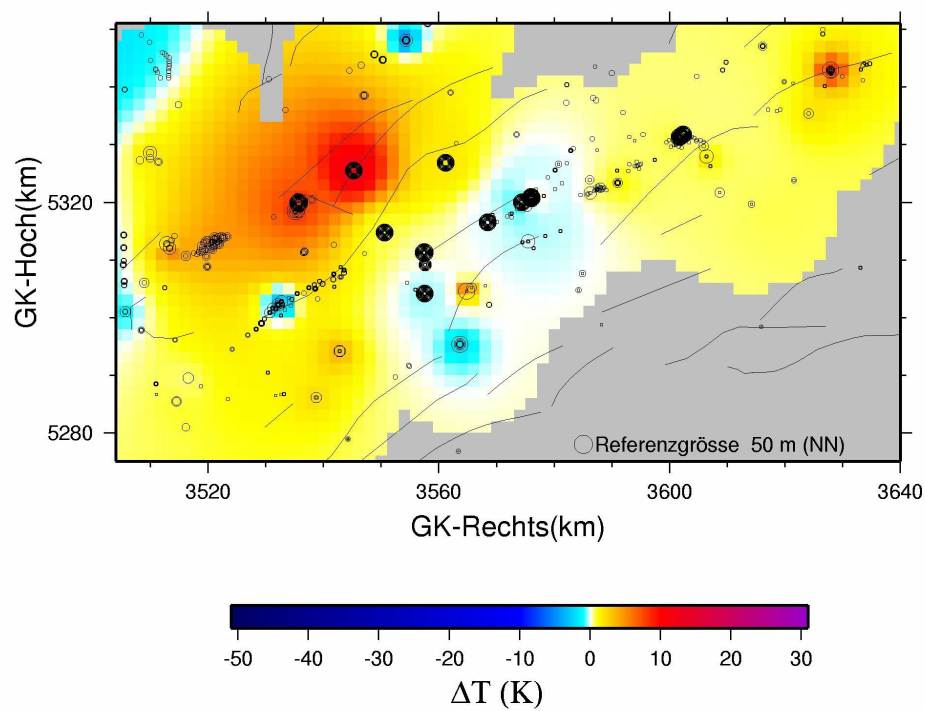 GK-Hoch(km)
5320
5280
Referenzgrösse 50 m (NN)
3520 3560 3600 3640
GK-Rechts(km)
-50 -40 -30 -20 -10 0 10 20 30
ΔT (K)